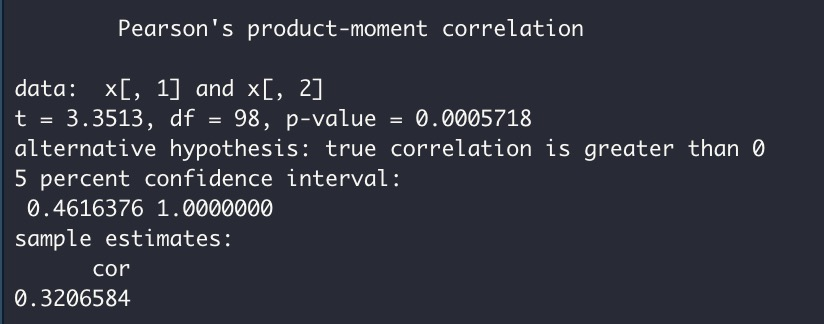 Pearson's product-moment correlation
data:  x[, 1] and x[, 2]
t = 3.3513, df = 98, p-value = 0.0005718
alternative hypothesis: true correlation is greater than 0
5 percent confidence interval:
 0.4616376 1.0000000
sample estimates:
      cor
0.3206584